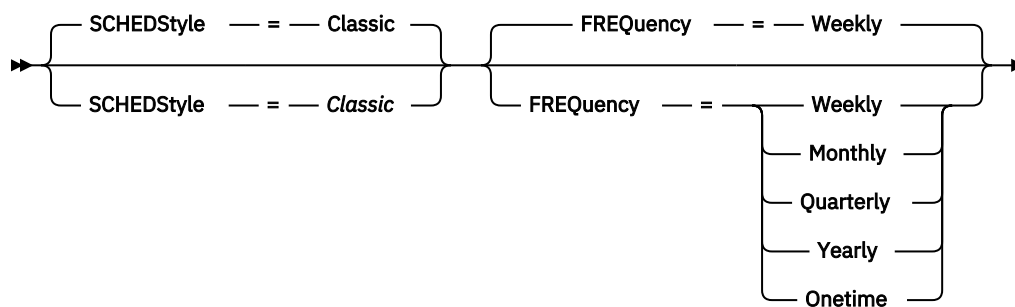 SCHEDStyle = Classic FREQuency = Weekly
SCHEDStyle = Classic FREQuency = Weekly
Monthly
Quarterly
Yearly
Onetime